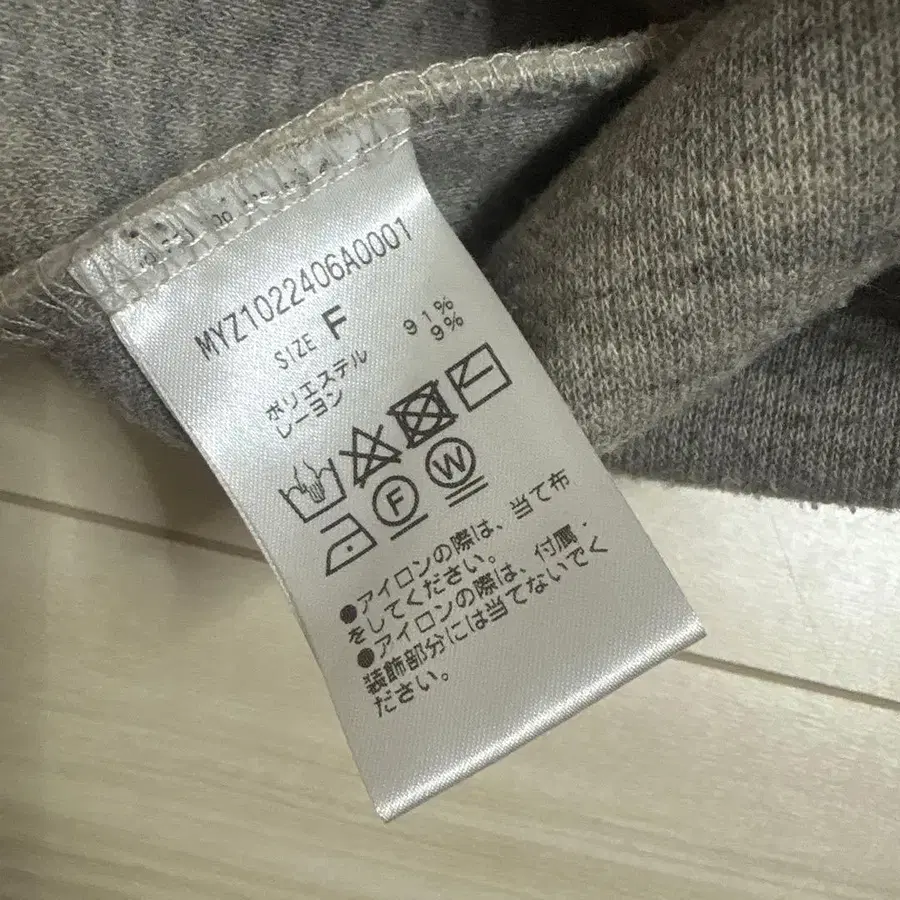 MYZ1022406A0001
SIZE F
ポリエステル 91%
レーヨン 9%
F W
●アイロンの際は、当て布
をしてください。
●アイロンの際は、付属・
装飾部分には当てないでく
ださい。